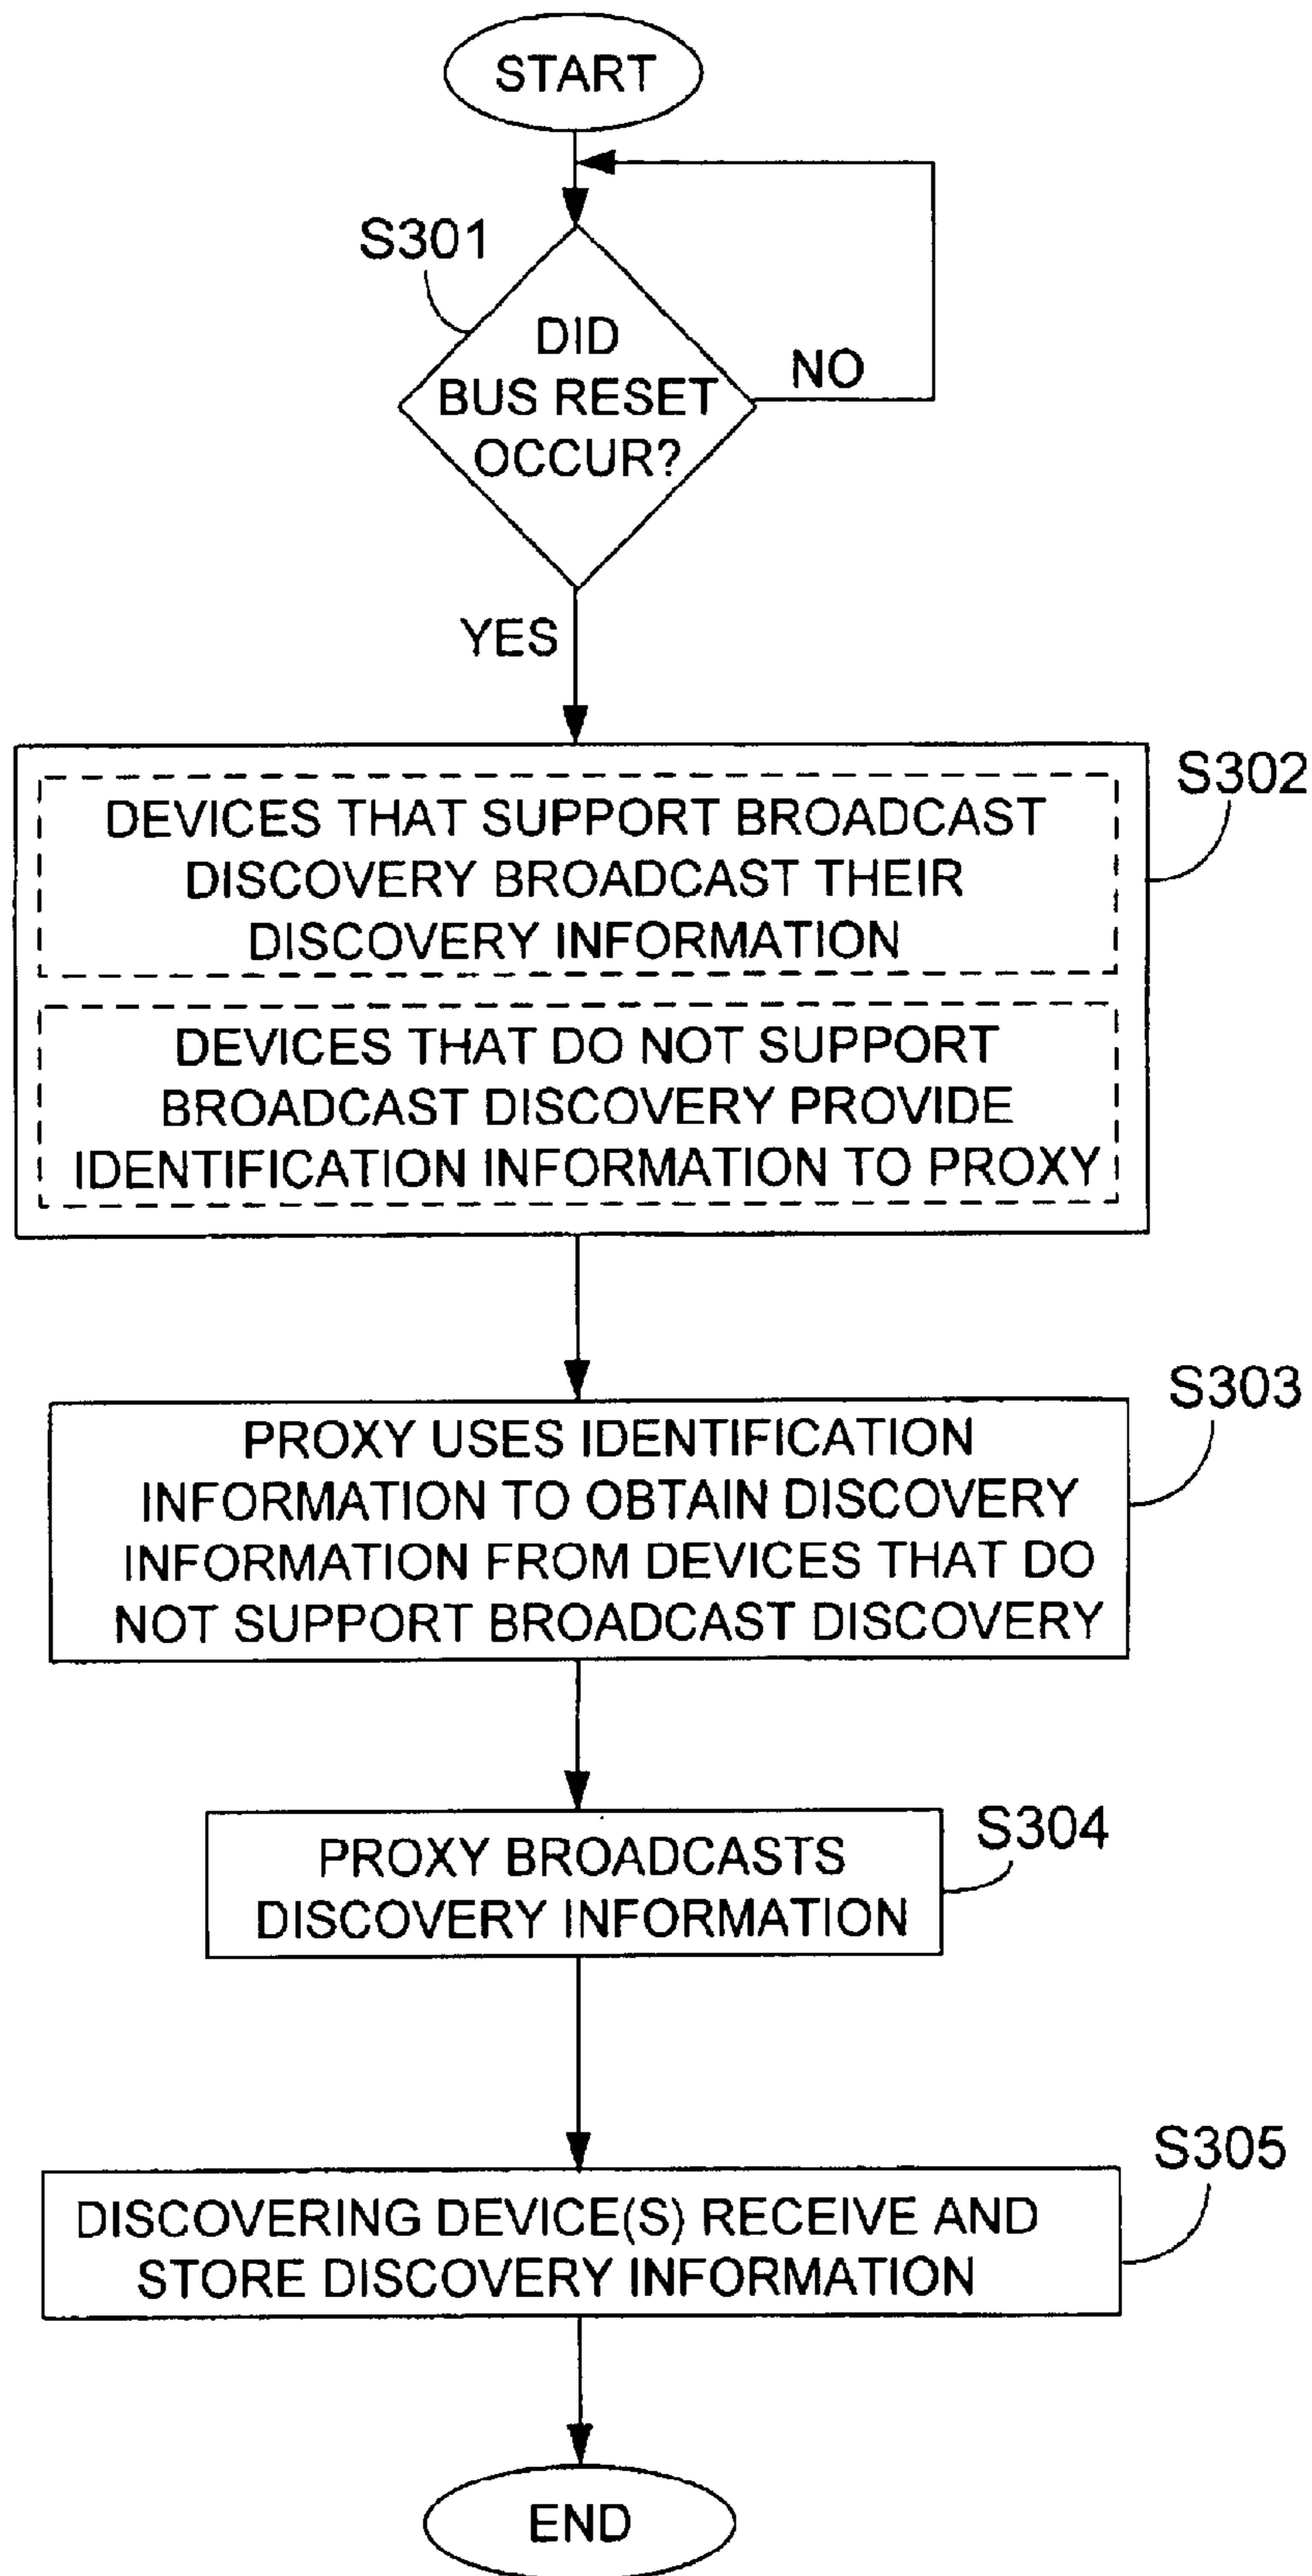 START
S301
DID
BUS RESET
OCCUR?
NO
YES
S302
DEVICES THAT SUPPORT BROADCAST
DISCOVERY BROADCAST THEIR
DISCOVERY INFORMATION
DEVICES THAT DO NOT SUPPORT
BROADCAST DISCOVERY PROVIDE
IDENTIFICATION INFORMATION TO PROXY
S303
PROXY USES IDENTIFICATION
INFORMATION TO OBTAIN DISCOVERY
INFORMATION FROM DEVICES THAT DO
NOT SUPPORT BROADCAST DISCOVERY
S304
PROXY BROADCASTS
DISCOVERY INFORMATION
S305
DISCOVERING DEVICE(S) RECEIVE AND
STORE DISCOVERY INFORMATION
END